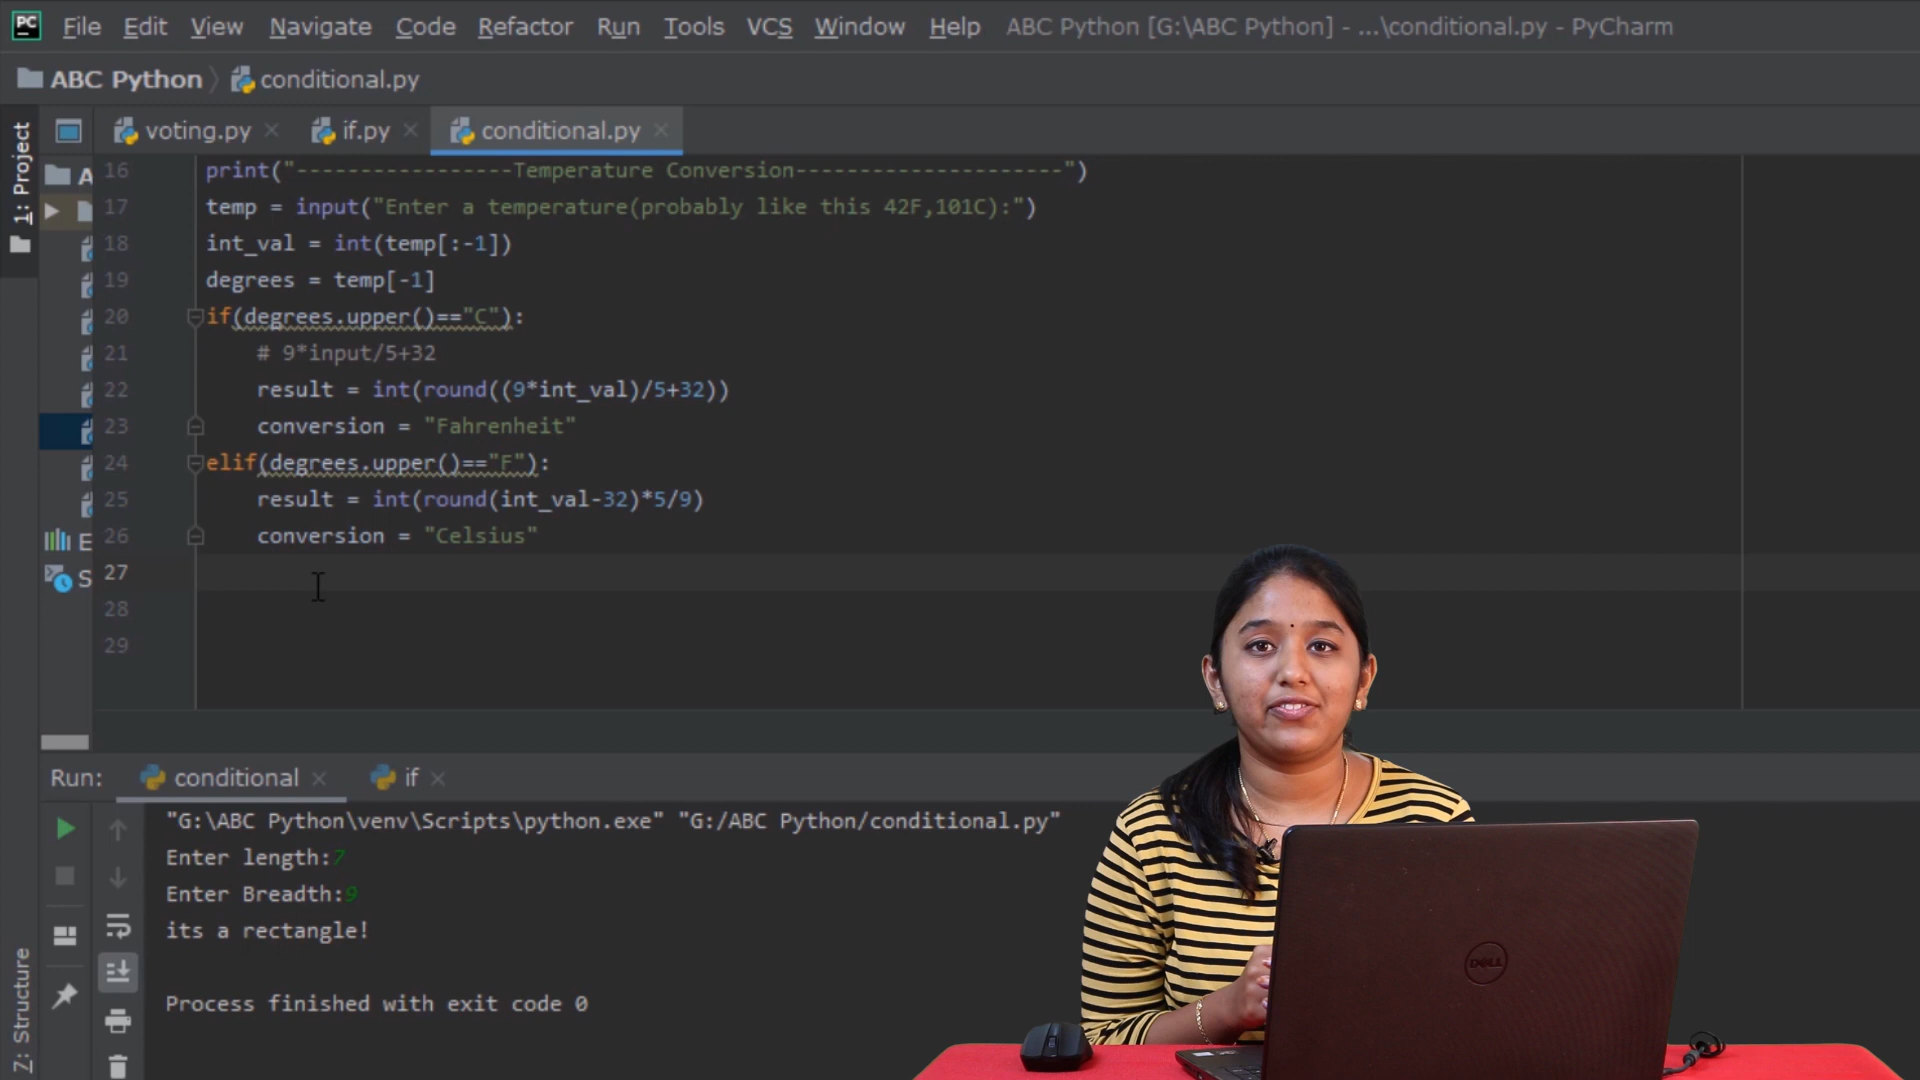 PC File Edit View Navigate Code Refactor Run Tools VCS Window Help ABC Python [G:\ABC Python] - ...\conditional.py - PyCharm
ABC Python conditional.py
1: Project
voting.py if.py conditional.py
A
16 print("-----------------Temperature Conversion---------------------")
17 temp = input("Enter a temperature(probably like this 42F,101C):")
18 int_val = int(temp[:-1])
19 degrees = temp[-1]
20 if(degrees.upper()=="C"):
21 # 9*input/5+32
22 result = int(round((9*int_val)/5+32))
23 conversion = "Fahrenheit"
24 elif(degrees.upper()=="F"):
25 result = int(round(int_val-32)*5/9)
26 conversion = "Celsius"
E
27
S
28
29
Run: conditional if
"G:\ABC Python\venv\Scripts\python.exe" "G:/ABC Python/conditional.py"
Enter length:7
Enter Breadth:9
its a rectangle!
Process finished with exit code 0
Z: Structure
DELL